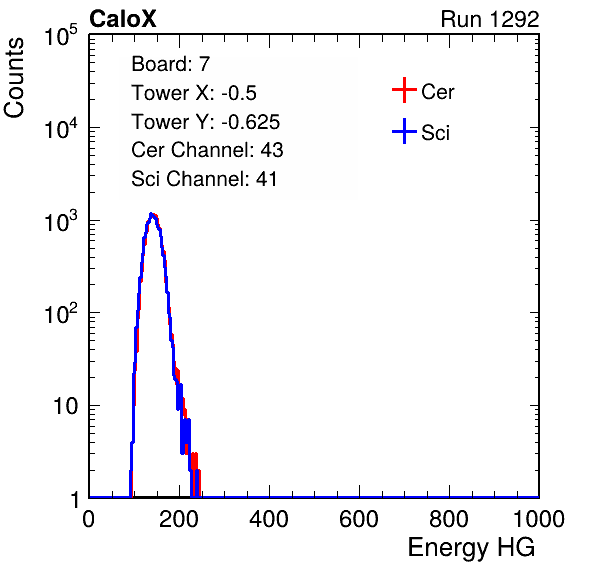 CaloX Run 1292
Counts
10^5
10^4
10^3
10^2
10
1
Board: 7
Tower X: -0.5
Tower Y: -0.625
Cer Channel: 43
Sci Channel: 41
Cer
Sci
0 200 400 600 800 1000
Energy HG